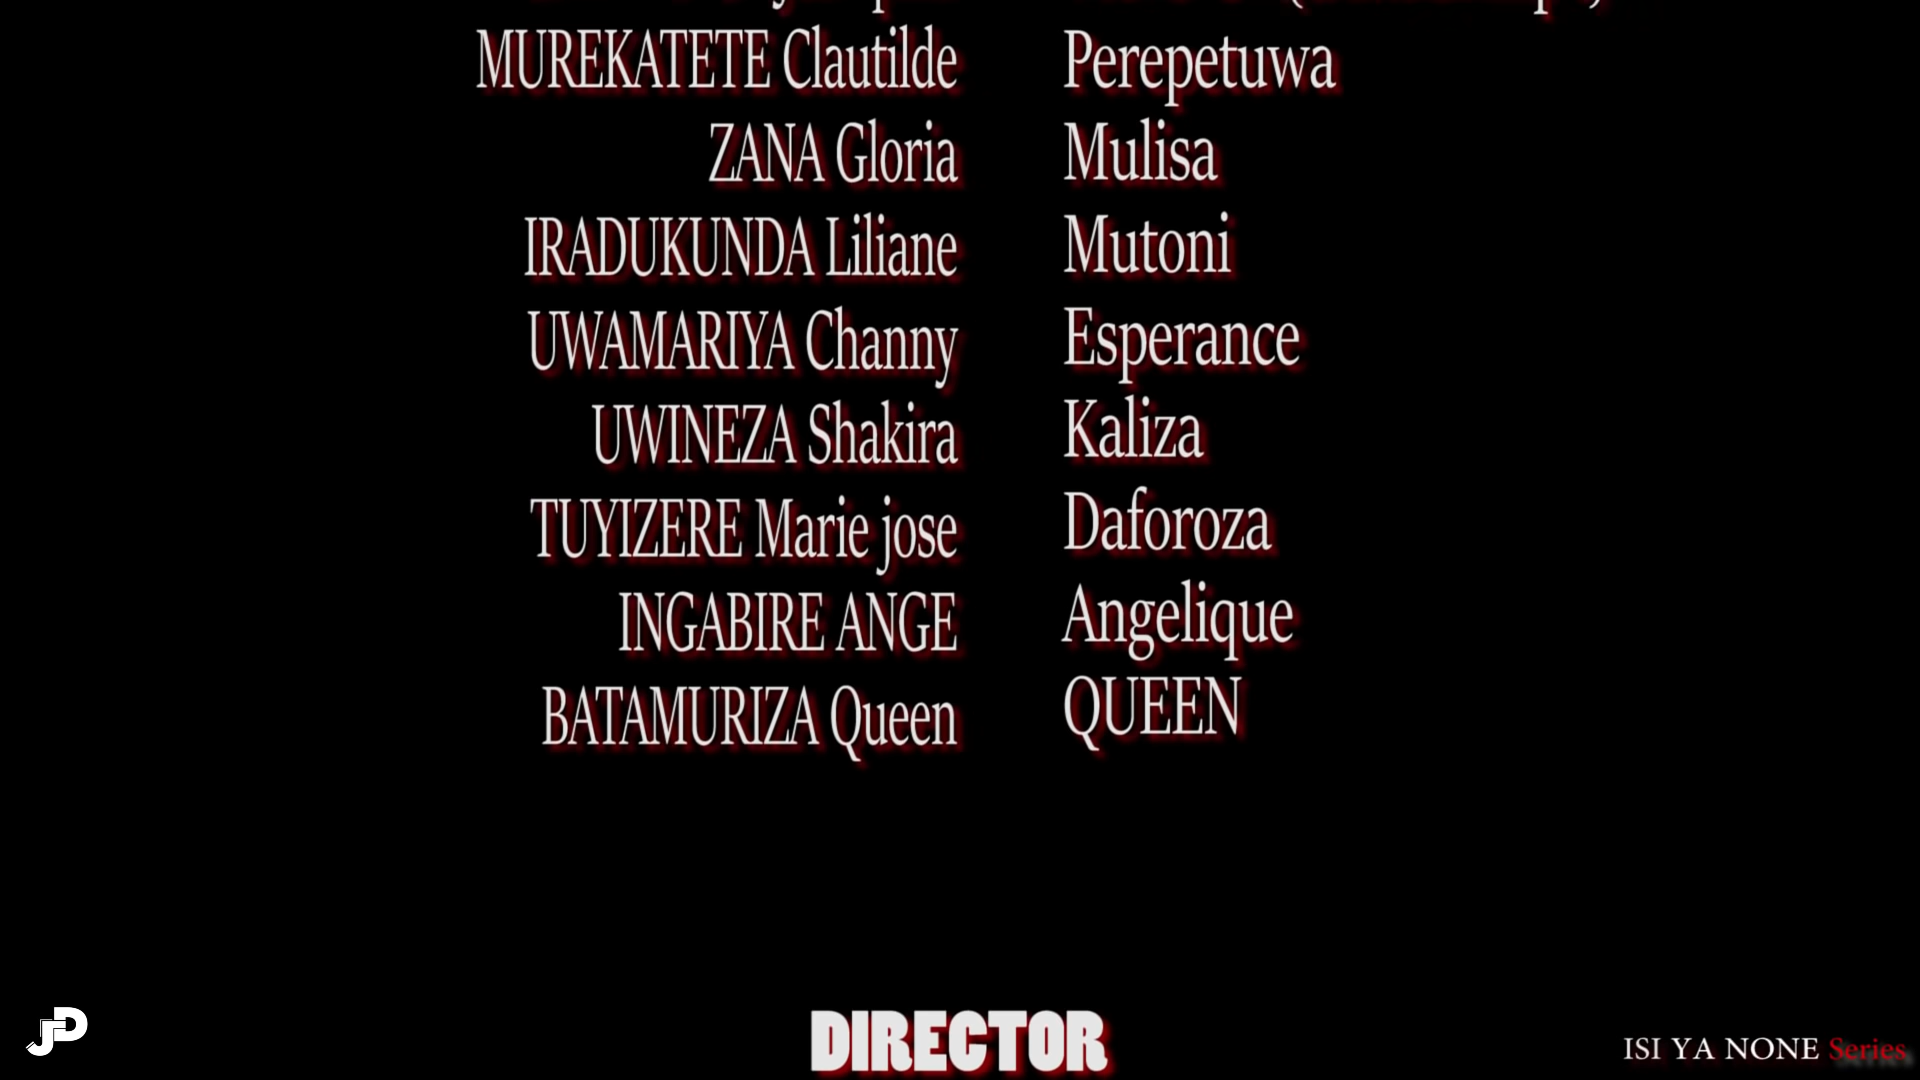 MUREKATETE Clautilde Perepetuwa
ZANA Gloria Mulisa
IRADUKUNDA Liliane Mutoni
UWAMARIYA Channy Esperance
UWINEZA Shakira Kaliza
TUYIZERE Marie jose Daforoza
INGABIRE ANGE Angelique
BATAMURIZA Queen QUEEN
DIRECTOR
JD
ISI YA NONE Series